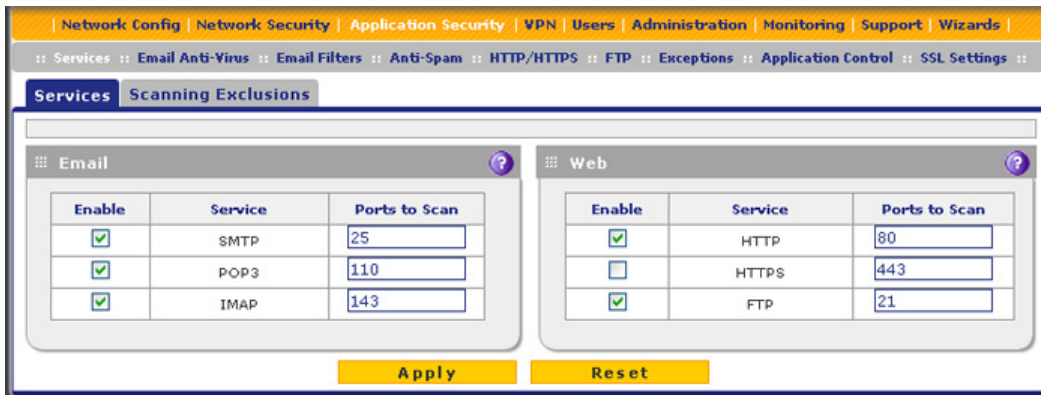 | Network Config | Network Security | Application Security | VPN | Users | Administration | Monitoring | Support | Wizards |
:: Services :: Email Anti-Virus :: Email Filters :: Anti-Spam :: HTTP/HTTPS :: FTP :: Exceptions :: Application Control :: SSL Settings ::
Services Scanning Exclusions
Email ?
Enable Service Ports to Scan
SMTP 25
POP3 110
IMAP 143
Web ?
Enable Service Ports to Scan
HTTP 80
HTTPS 443
FTP 21
Apply Reset